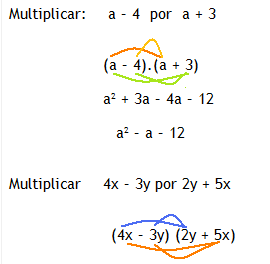 Multiplicar: a - 4 por a + 3
(a - 4).(a + 3)
a² + 3a - 4a - 12
a² - a - 12
Multiplicar 4x - 3y por 2y + 5x
(4x - 3y) (2y + 5x)